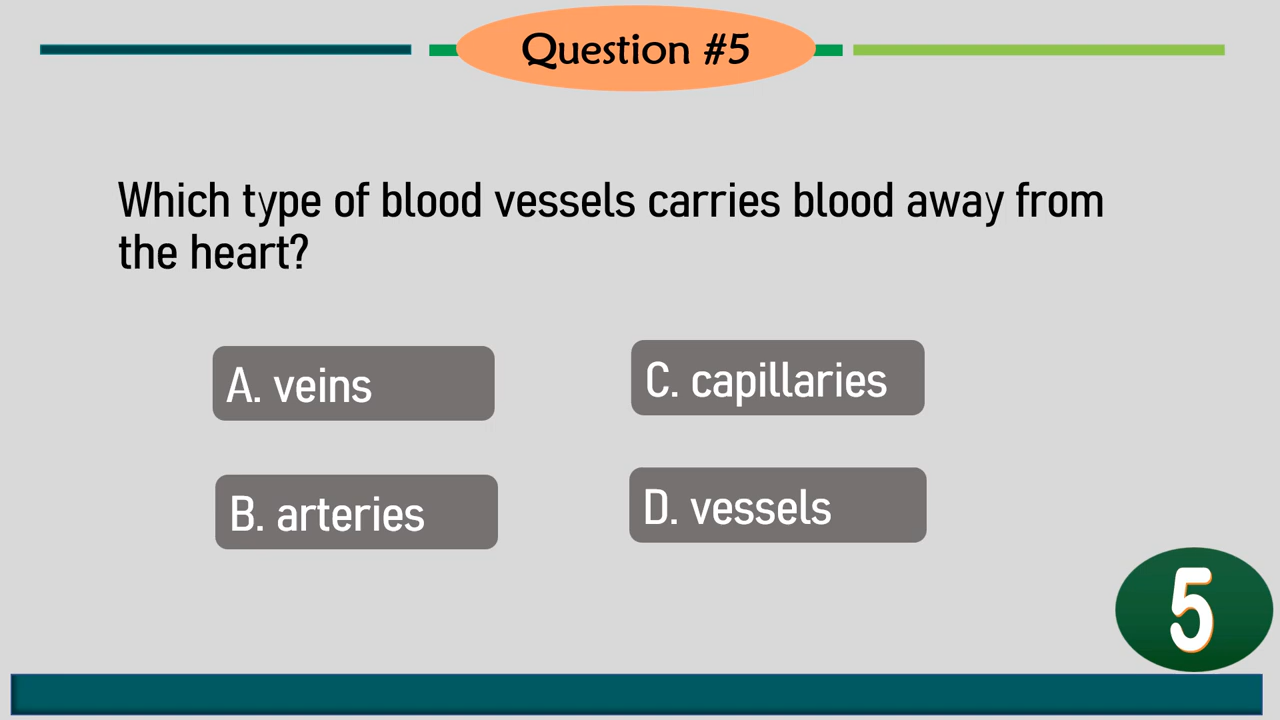 Question #5
Which type of blood vessels carries blood away from
the heart?
A. veins
C. capillaries
B. arteries
D. vessels
5